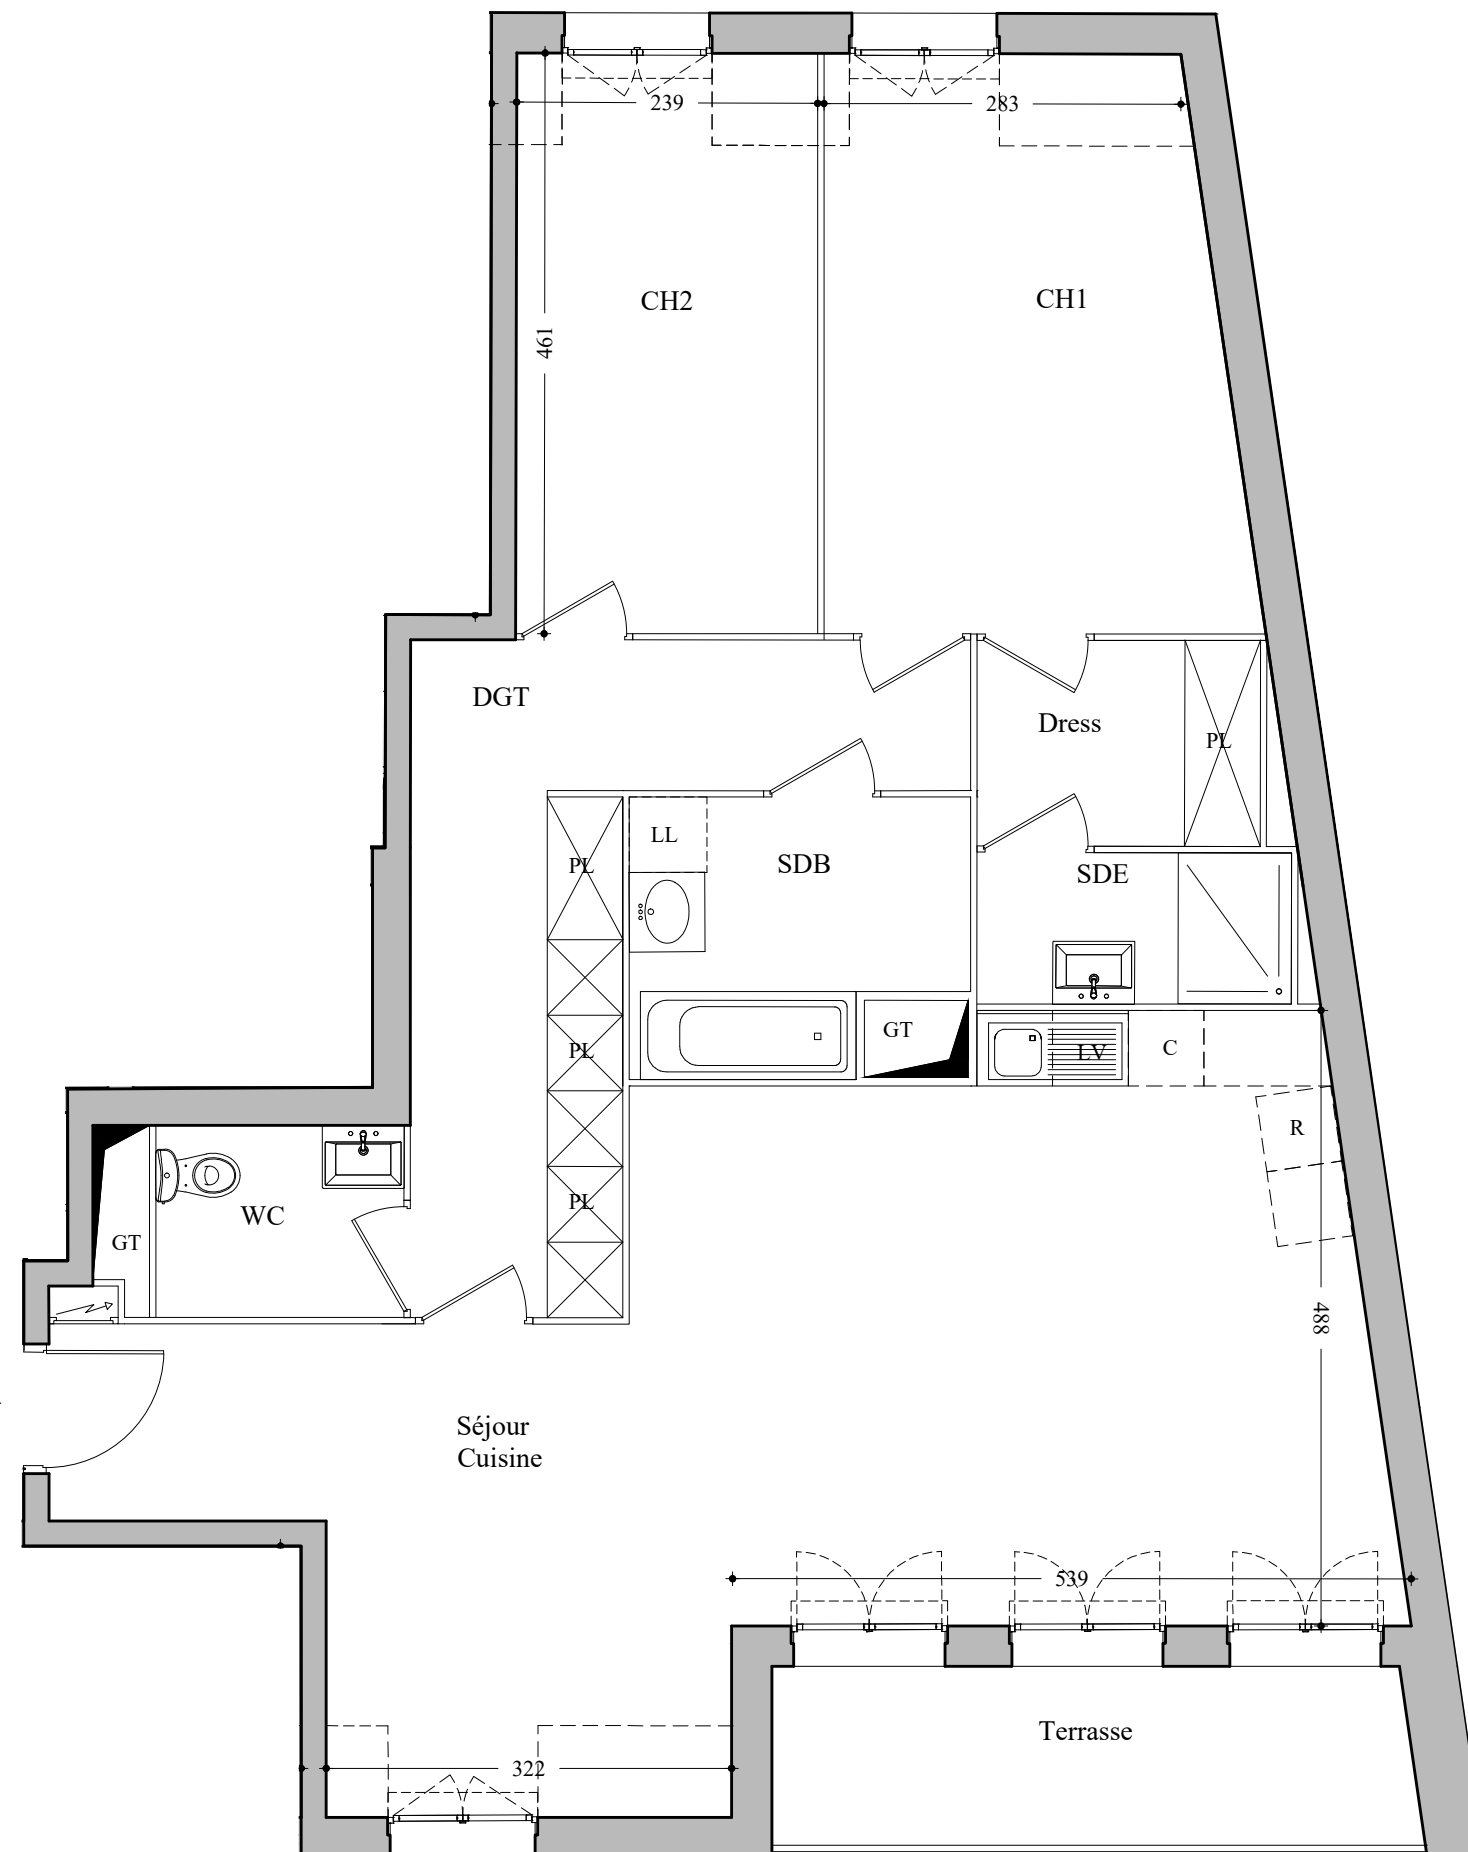 239
283
CH2
CH1
461
DGT
Dress
PL
LL
PL
SDB
SDE
GT
PL
LV
C
R
PL
WC
GT
488
Séjour
Cuisine
539
Terrasse
322